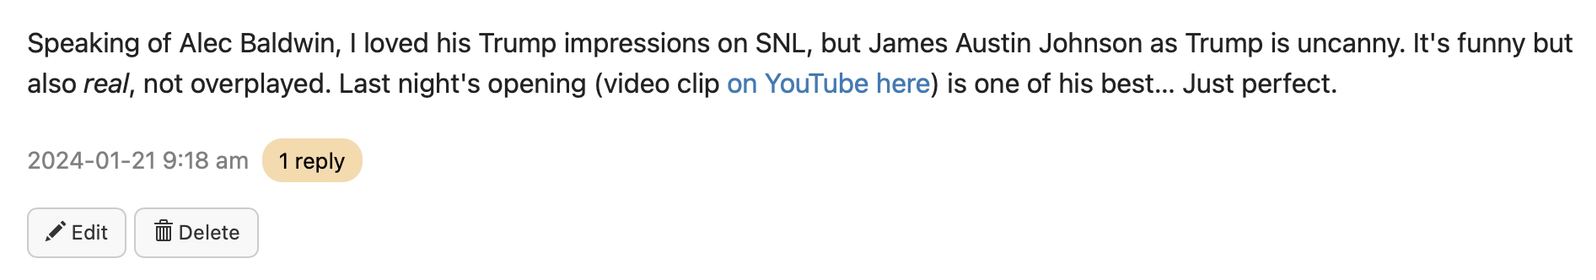 Speaking of Alec Baldwin, I loved his Trump impressions on SNL, but James Austin Johnson as Trump is uncanny. It's funny but
also real, not overplayed. Last night's opening (video clip on YouTube here) is one of his best... Just perfect.
2024-01-21 9:18 am 1 reply
Edit Delete